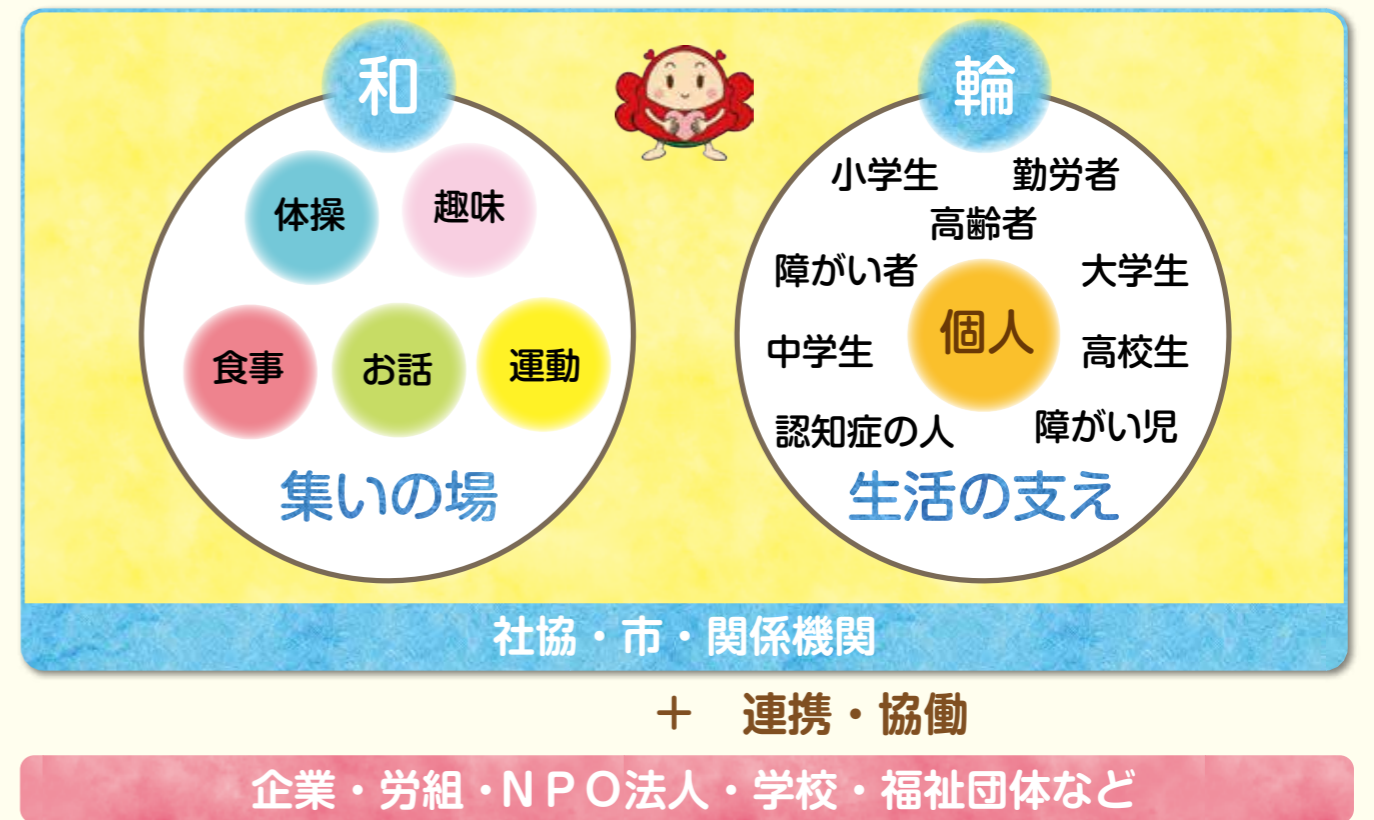 和
体操
趣味
食事
お話
運動
集いの場
輪
小学生
勤労者
高齢者
障がい者
大学生
個人
中学生
高校生
認知症の人
障がい児
生活の支え
社協・市・関係機関
＋　連携・協働
企業・労組・ＮＰＯ法人・学校・福祉団体など